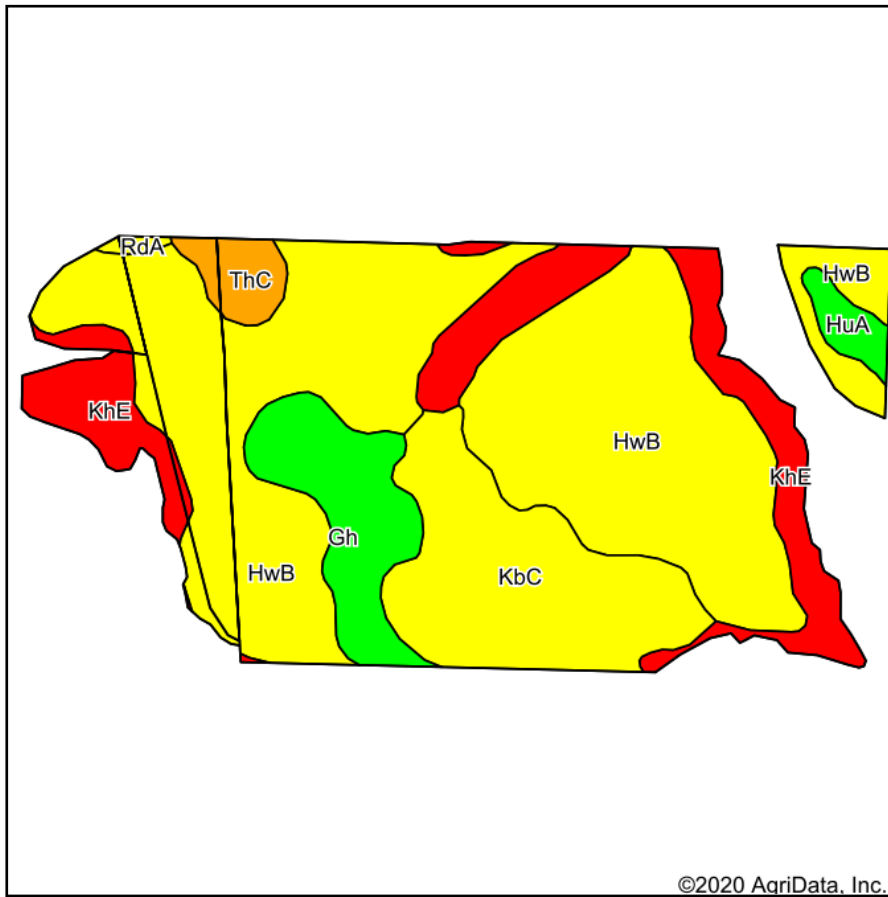 RdA
HwB
ThC
HuA
KhE
HwB
KhE
Gh
HwB
KbC
©2020 AgriData, Inc.